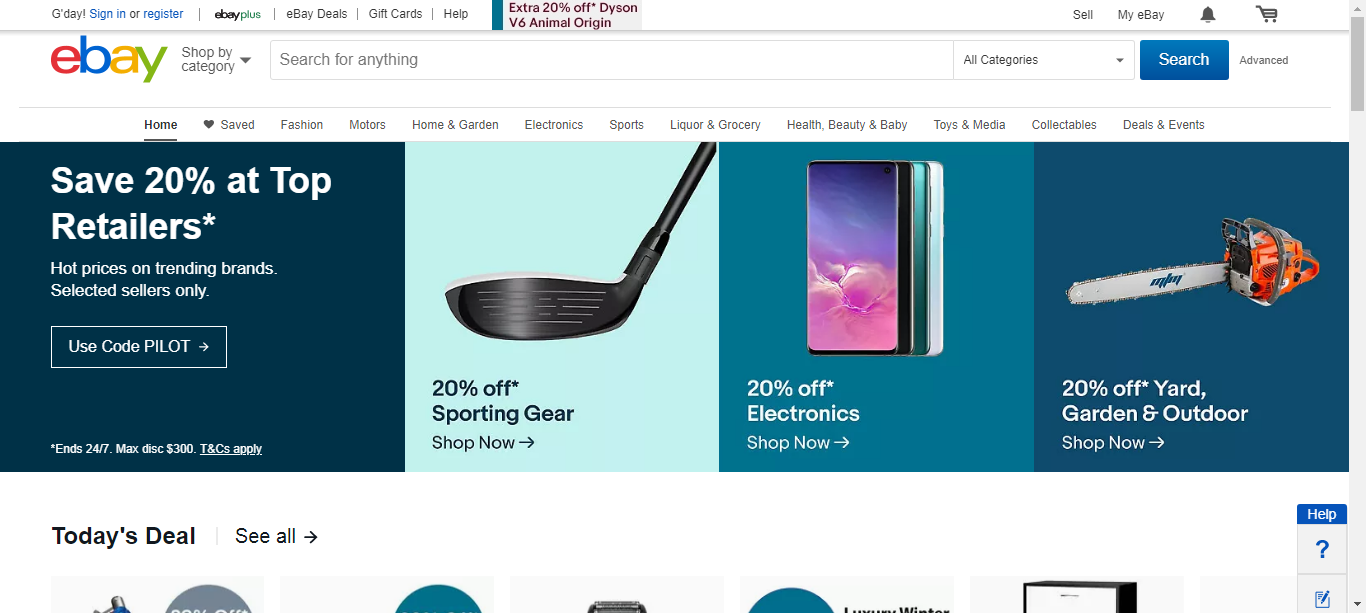 G'day! Sign in or register
ebayplus
eBay Deals
Gift Cards
Help
Extra 20% off* Dyson
V6 Animal Origin
Sell
My eBay
ebay
Shop by
category
Search for anything
All Categories
Search
Advanced
Home
Saved
Fashion
Motors
Home & Garden
Electronics
Sports
Liquor & Grocery
Health, Beauty & Baby
Toys & Media
Collectables
Deals & Events
Save 20% at Top
Retailers*
Hot prices on trending brands.
Selected sellers only.
Use Code PILOT →
*Ends 24/7. Max disc $300. T&Cs apply
20% off*
Sporting Gear
Shop Now →
20% off*
Electronics
Shop Now →
20% off* Yard,
Garden & Outdoor
Shop Now →
Today's Deal
See all →
Help
?